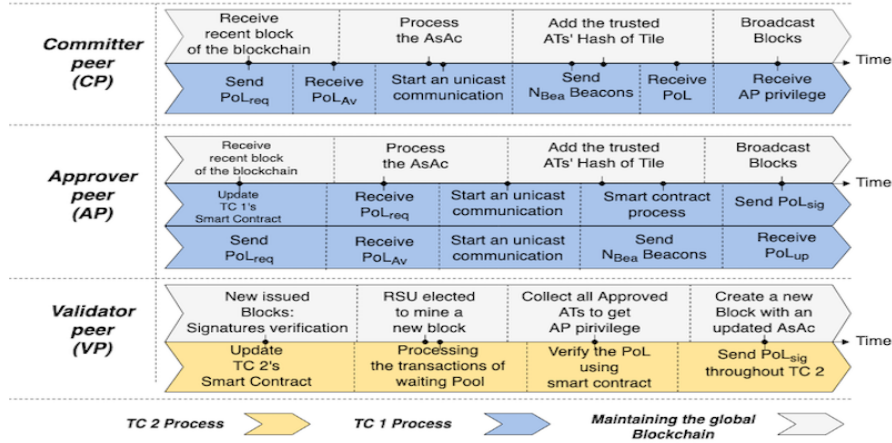 Committer
peer
(CP)
Receive
recent block
of the blockchain
Process
the AsAc
Add the trusted
ATs' Hash of Tile
Broadcast
Blocks
Time
Send
PoLreq
Receive
PoLAv
Start an unicast
communication
Send
NBea Beacons
Receive
PoL
Receive
AP privilege
Approver
peer
(AP)
Receive
recent block
of the blockchain
Process
the AsAc
Add the trusted
ATs' Hash of Tile
Broadcast
Blocks
Time
Update
TC 1's
Smart Contract
Receive
PoLreq
Start an unicast
communication
Smart contract
process
Send PoLsig
Send
PoLreq
Receive
PoLAv
Start an unicast
communication
Send
NBea Beacons
Receive
PoLup
Validator
peer
(VP)
New issued
Blocks:
Signatures verification
RSU elected
to mine a
new block
Collect all Approved
ATs to get
AP privilege
Create a new
Block with an
updated AsAc
Time
Update
TC 2's
Smart Contract
Processing
the transactions of
waiting Pool
Verify the PoL
using
smart contract
Send PoLsig
throughout TC 2
TC 2 Process
TC 1 Process
Maintaining the global
Blockchain